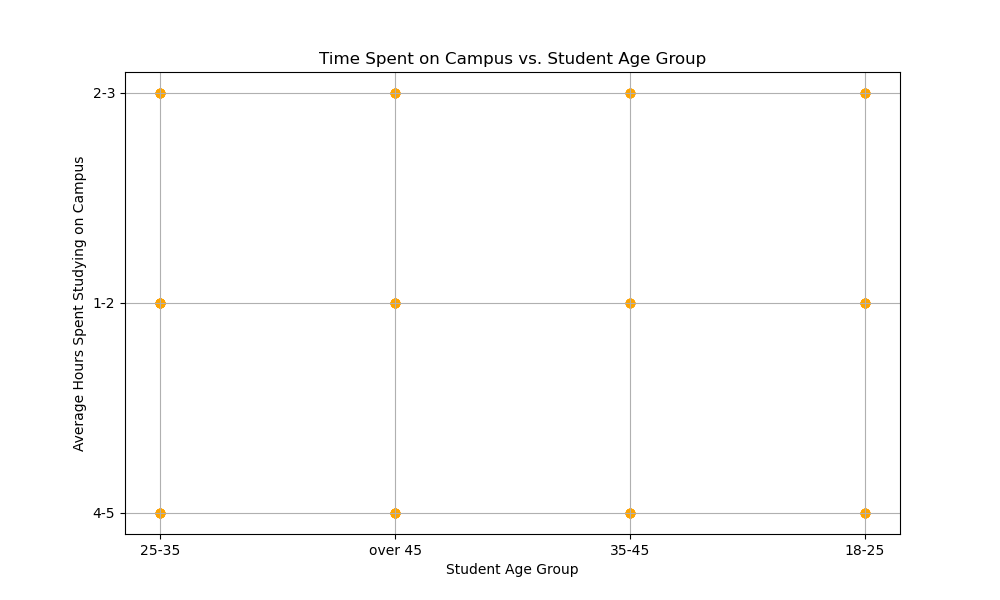 Time Spent on Campus vs. Student Age Group
Average Hours Spent Studying on Campus
2-3
1-2
4-5
25-35
over 45
35-45
18-25
Student Age Group